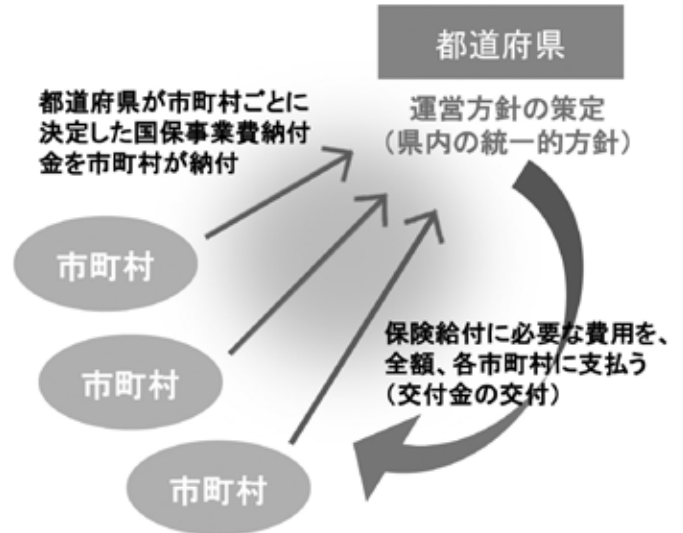 都道府県
運営方針の策定
（県内の統一的方針）
都道府県が市町村ごとに
決定した国保事業費納付
金を市町村が納付
市町村
市町村
市町村
保険給付に必要な費用を、
全額、各市町村に支払う
（交付金の交付）